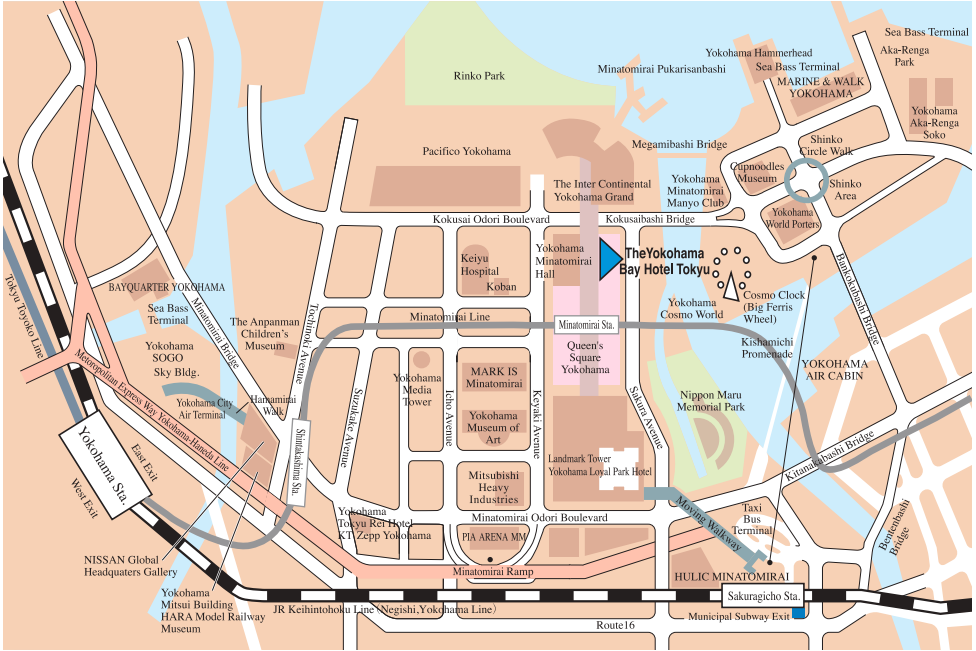 Sea Bass Terminal
Aka-Renga
Park
Yokohama Hammerhead
Sea Bass Terminal
MARINE & WALK
YOKOHAMA
Minatomirai Pukarisanbashi
Rinko Park
Yokohama
Aka-Renga
Soko
Shinko
Circle Walk
Megamibashi Bridge
Pacifico Yokohama
Cupnoodles
Museum
Shinko
Area
The Inter Continental
Yokohama Grand
Yokohama
Minatomirai
Manyo Club
Yokohama
World Porters
Kokusai Odori Boulevard
Kokusaibashi Bridge
Bankokubashi Bridge
Keiyu
Hospital
Koban
Yokohama
Minatomirai
Hall
TheYokohama
Bay Hotel Tokyu
Cosmo Clock
(Big Ferris
Wheel)
Yokohama
Cosmo World
Kishamichi
Promenade
YOKOHAMA
AIR CABIN
Tokyu Toyoko Line
BAYQUARTER YOKOHAMA
Sea Bass
Terminal
Minatomirai Bridge
Yokohama
SOGO
Sky Bldg.
The Anpanman
Children's
Museum
Tochinoki Avenue
Minatomirai Line
Minatomirai Sta.
Queen's
Square
Yokohama
Metoropolitan Express Way Yokohama-Haneda Line
Yokohama City
Air Terminal
Hamamirai
Walk
Suzukake Avenue
Yokohama
Media
Tower
Icho Avenue
MARK IS
Minatomirai
Yokohama
Museum of
Art
Keyaki Avenue
Sakura Avenue
Nippon Maru
Memorial Park
Landmark Tower
Yokohama Loyal Park Hotel
Kitanakabashi Bridge
Yokohama Sta.
East Exit
West Exit
Shintakashima Sta.
Mitsubishi
Heavy
Industries
Moving Walkway
Taxi
Bus
Terminal
Bentenbashi
Bridge
Yokohama
Tokyu Rei Hotel
KT Zepp Yokohama
Minatomirai Odori Boulevard
PIA ARENA MM
Minatomirai Ramp
NISSAN Global
Headquaters Gallery
Yokohama
Mitsui Building
HARA Model Railway
Museum
HULIC MINATOMIRAI
Sakuragicho Sta.
JR Keihintohoku Line（Negishi,Yokohama Line）
Municipal Subway Exit
Route16